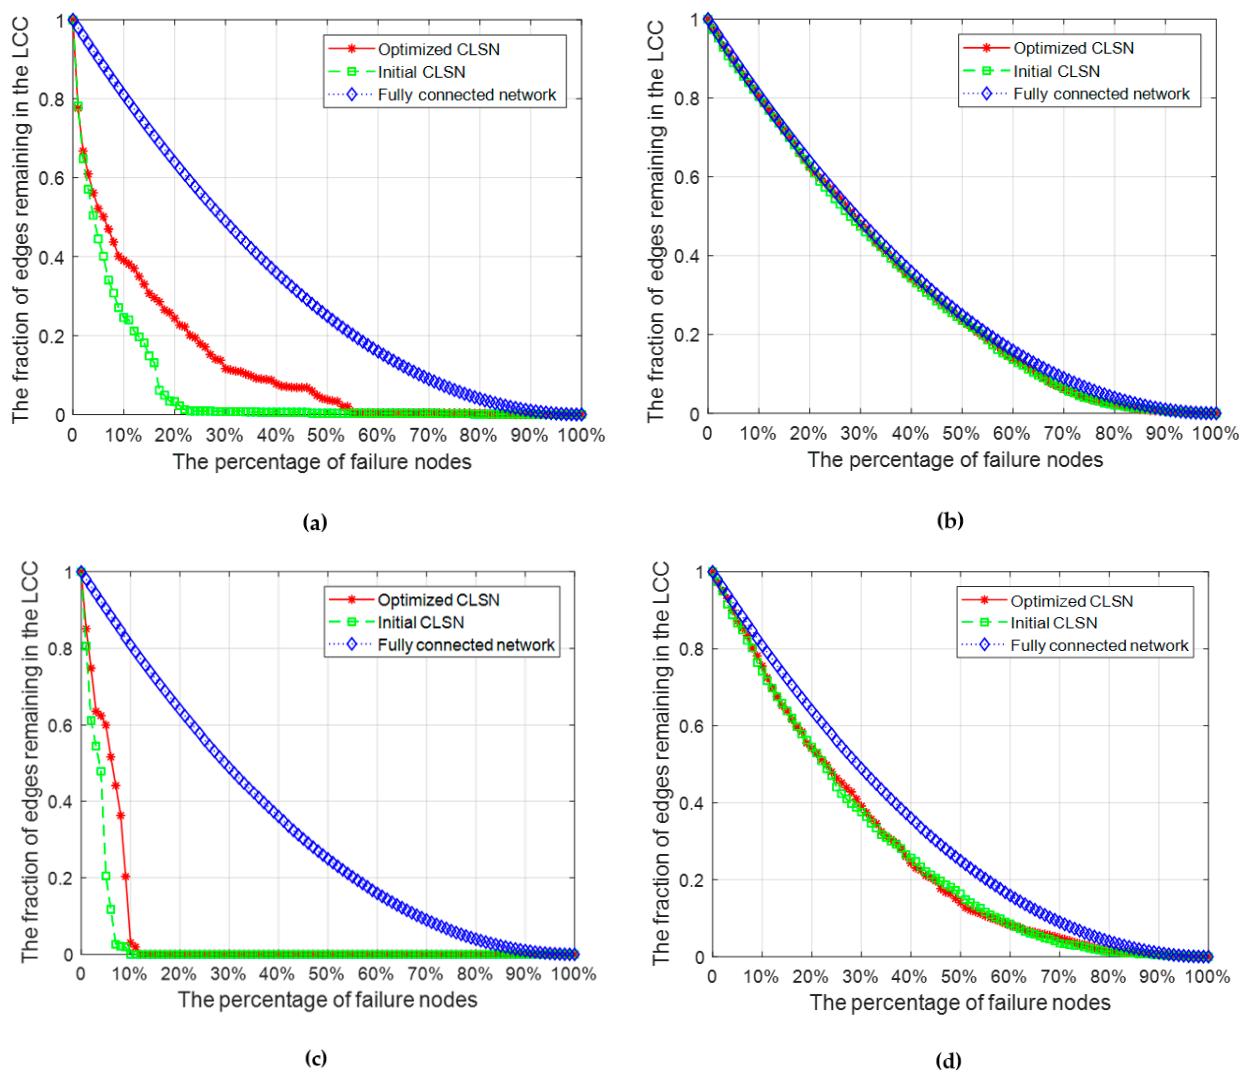 The fraction of edges remaining in the LCC
1
0.8
0.6
0.4
0.2
0
0 10% 20% 30% 40% 50% 60% 70% 80% 90% 100%
The percentage of failure nodes
Optimized CLSN
Initial CLSN
Fully connected network
(a)
The fraction of edges remaining in the LCC
1
0.8
0.6
0.4
0.2
0
0 10% 20% 30% 40% 50% 60% 70% 80% 90% 100%
The percentage of failure nodes
Optimized CLSN
Initial CLSN
Fully connected network
(b)
The fraction of edges remaining in the LCC
1
0.8
0.6
0.4
0.2
0
0 10% 20% 30% 40% 50% 60% 70% 80% 90% 100%
The percentage of failure nodes
Optimized CLSN
Initial CLSN
Fully connected network
(c)
The fraction of edges remaining in the LCC
1
0.8
0.6
0.4
0.2
0
0 10% 20% 30% 40% 50% 60% 70% 80% 90% 100%
The percentage of failure nodes
Optimized CLSN
Initial CLSN
Fully connected network
(d)